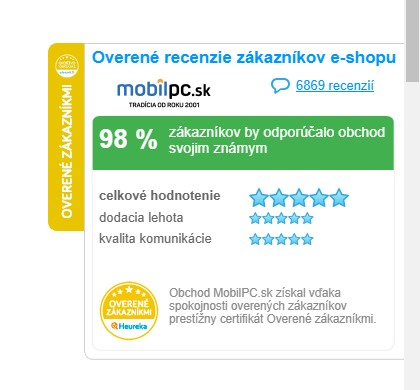 Overené recenzie zákazníkov e-shopu
mobilpc.sk
TRADÍCIA OD ROKU 2001
6869 recenzií
98 %
zákazníkov by odporúčalo obchod
svojim známym
celkové hodnotenie
dodacia lehota
kvalita komunikácie
OVERENÉ
ZÁKAZNÍKMI
Heureka
Obchod MobilPC.sk získal vďaka
spokojnosti overených zákazníkov
prestížny certifikát Overené zákazníkmi.
OVERENÉ ZÁKAZNÍKMI